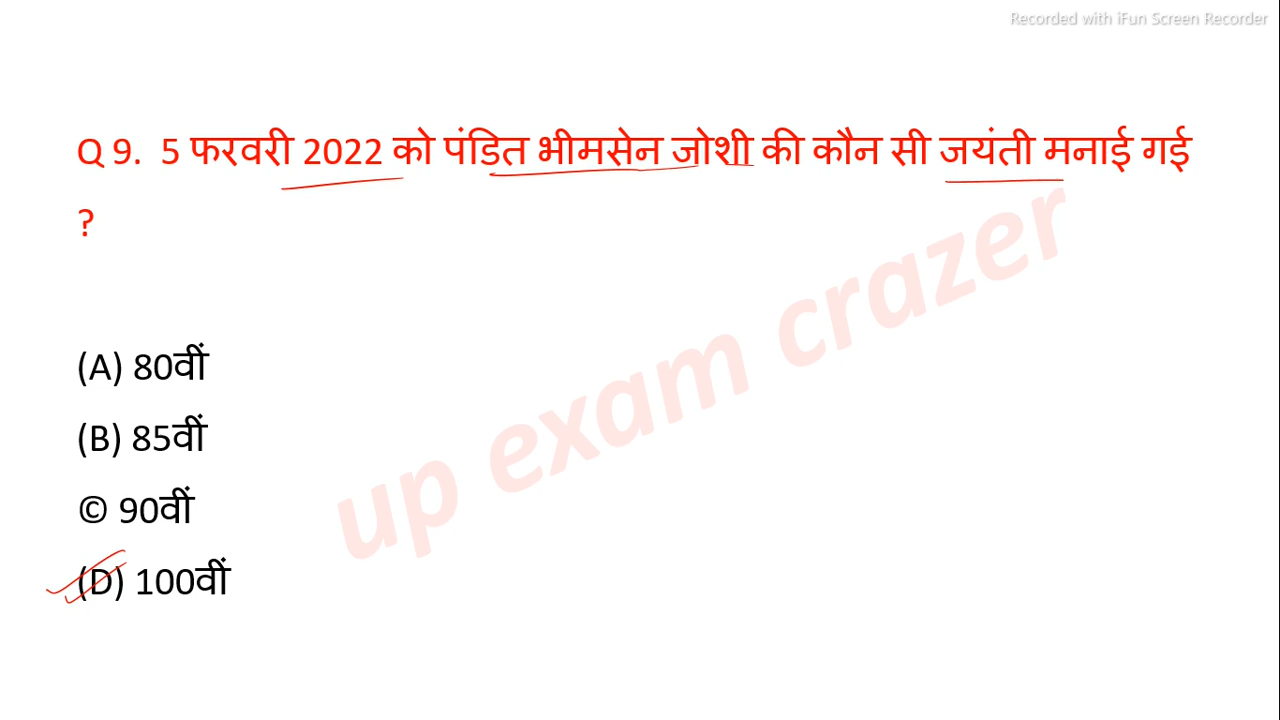 Recorded with iFun Screen Recorder
Q 9. 5 फरवरी 2022 को पंडित भीमसेन जोशी की कौन सी जयंती मनाई गई
?
up exam crazer
(A) 80वीं
(B) 85वीं
© 90वीं
(D) 100वीं